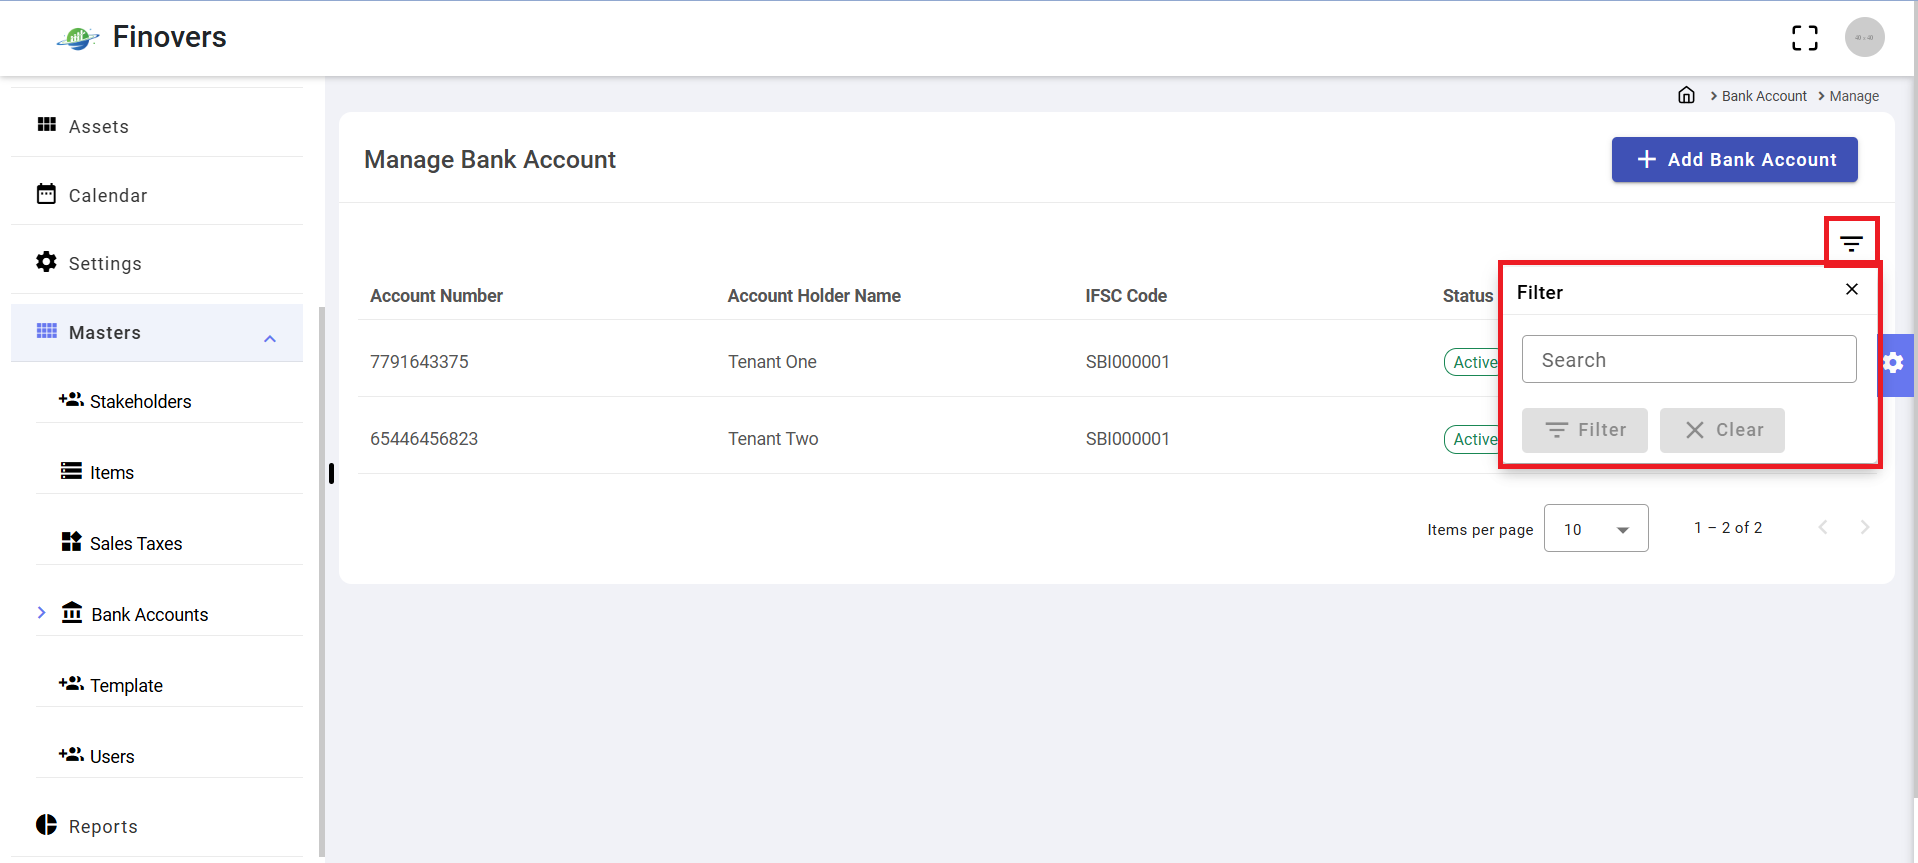 Finovers
Bank Account
Manage
Assets
Calendar
Settings
Masters
Stakeholders
Items
Sales Taxes
Bank Accounts
Template
Users
Reports
Manage Bank Account
Add Bank Account
Account Number Account Holder Name IFSC Code Status
7791643375 Tenant One SBI000001 Active
65446456823 Tenant Two SBI000001 Active
Filter
Search
Filter Clear
Items per page 10 1 – 2 of 2